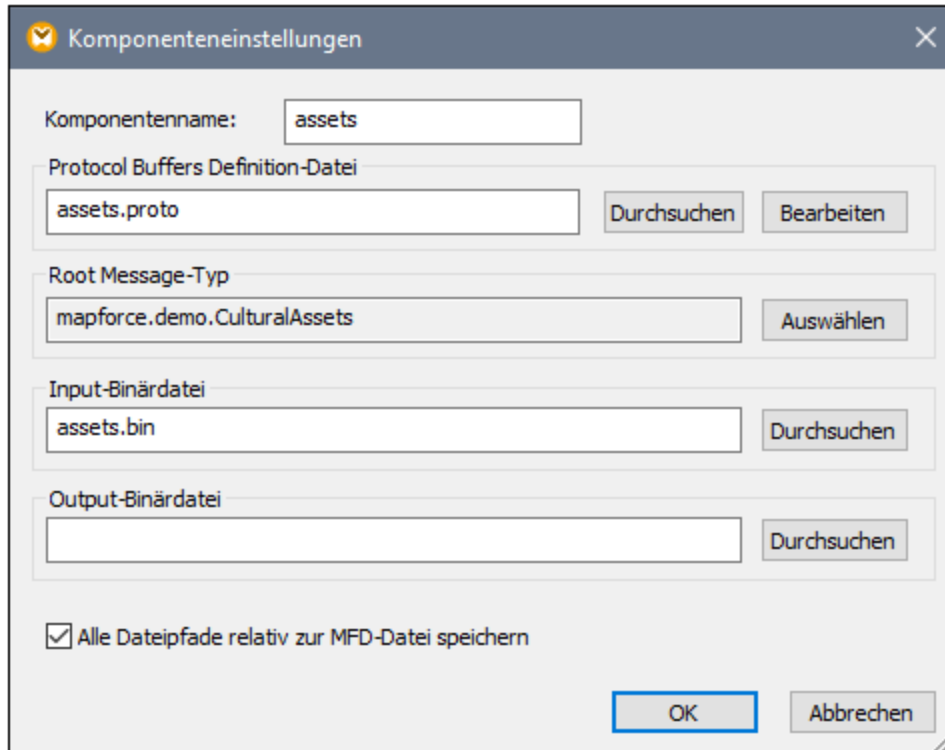 Komponenteneinstellungen
Komponentenname: assets
Protocol Buffers Definition-Datei
assets.proto Durchsuchen Bearbeiten
Root Message-Typ
mapforce.demo.CulturalAssets Auswählen
Input-Binärdatei
assets.bin Durchsuchen
Output-Binärdatei
Durchsuchen
Alle Dateipfade relativ zur MFD-Datei speichern
OK Abbrechen